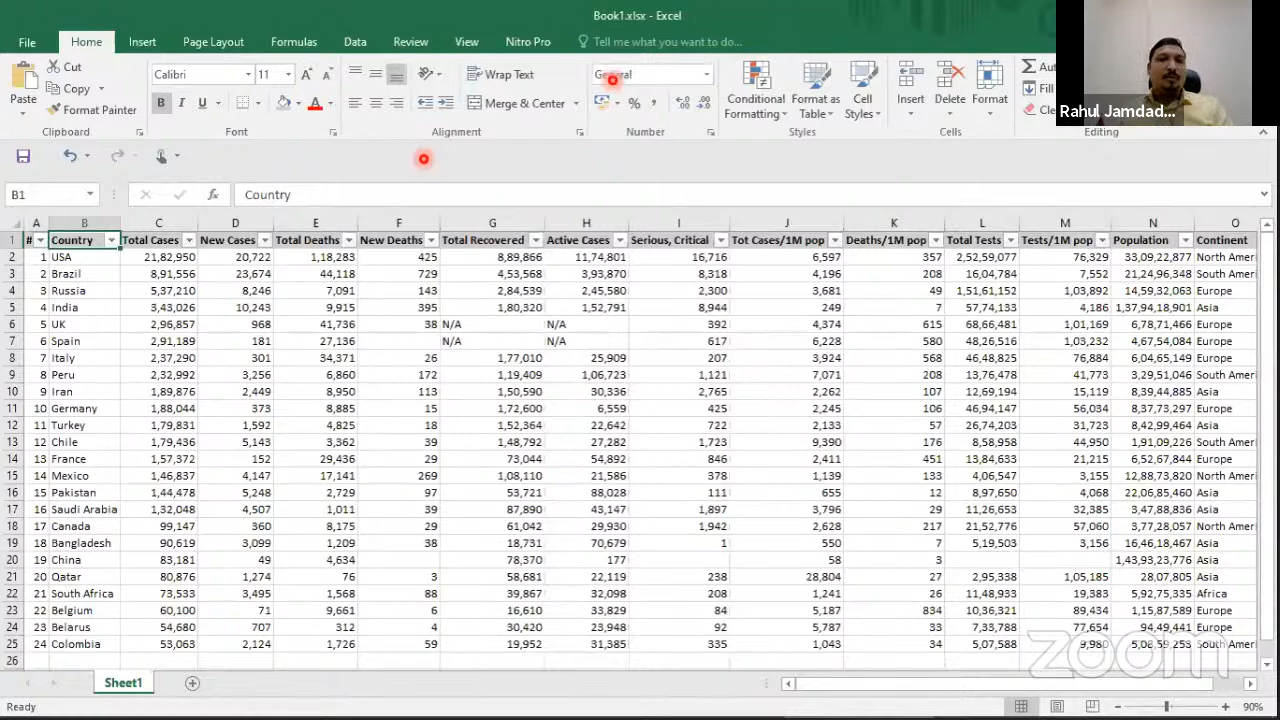 Book1.xlsx - Excel
File Home Insert Page Layout Formulas Data Review View Nitro Pro Tell me what you want to do...
Cut Calibri 11 Wrap Text General
Paste Copy Conditional Formatting Format as Table Cell Styles Insert Delete Format
Format Painter B I U Merge & Center
Clipboard Font Alignment Number Styles Cells Editing
Rahul Jamdad...
B1 Country
A B C D E F G H I J K L M N O
1 # Country Total Cases New Cases Total Deaths New Deaths Total Recovered Active Cases Serious, Critical Tot Cases/1M pop Deaths/1M pop Total Tests Tests/1M pop Population Continent
2 1 USA 21,82,950 20,722 1,18,283 425 8,89,866 11,74,801 16,716 6,597 357 2,52,59,077 76,329 33,09,22,877 North Amer
3 2 Brazil 8,91,556 23,674 44,118 729 4,53,568 3,93,870 8,318 4,196 208 16,04,784 7,552 21,24,96,348 South Amer
4 3 Russia 5,37,210 8,246 7,091 143 2,84,539 2,45,580 2,300 3,681 49 1,51,61,152 1,03,892 14,59,32,063 Europe
5 4 India 3,43,026 10,243 9,915 395 1,80,320 1,52,791 8,944 249 7 57,74,133 4,186 1,37,94,18,901 Asia
6 5 UK 2,96,857 968 41,736 38 N/A N/A 392 4,374 615 68,66,481 1,01,169 6,78,71,466 Europe
7 6 Spain 2,91,189 181 27,136 N/A N/A 617 6,228 580 48,26,516 1,03,232 4,67,54,084 Europe
8 7 Italy 2,37,290 301 34,371 26 1,77,010 25,909 207 3,924 568 46,48,825 76,884 6,04,65,149 Europe
9 8 Peru 2,32,992 3,256 6,860 172 1,19,409 1,06,723 1,121 7,071 208 13,76,478 41,773 3,29,51,046 South Amer
10 9 Iran 1,89,876 2,449 8,950 113 1,50,590 30,336 2,765 2,262 107 12,69,194 15,119 8,39,44,885 Asia
11 10 Germany 1,88,044 373 8,885 15 1,72,600 6,559 425 2,245 106 46,94,147 56,034 8,37,73,297 Europe
12 11 Turkey 1,79,831 1,592 4,825 18 1,52,364 22,642 722 2,133 57 26,74,203 31,723 8,42,99,464 Asia
13 12 Chile 1,79,436 5,143 3,362 39 1,48,792 27,282 1,723 9,390 176 8,58,958 44,950 1,91,09,226 South Amer
14 13 France 1,57,372 152 29,436 29 73,044 54,892 846 2,411 451 13,84,633 21,215 6,52,67,844 Europe
15 14 Mexico 1,46,837 4,147 17,141 269 1,08,110 21,586 378 1,139 133 4,06,547 3,155 12,88,73,820 North Amer
16 15 Pakistan 1,44,478 5,248 2,729 97 53,721 88,028 111 655 12 8,97,650 4,068 22,06,85,460 Asia
17 16 Saudi Arabia 1,32,048 4,507 1,011 39 87,890 43,147 1,897 3,796 29 11,26,653 32,385 3,47,88,836 Asia
18 17 Canada 99,147 360 8,175 29 61,042 29,930 1,942 2,628 217 21,52,776 57,060 3,77,28,057 North Amer
19 18 Bangladesh 90,619 3,099 1,209 38 18,731 70,679 1 550 7 5,19,503 3,156 16,46,18,467 Asia
20 19 China 83,181 49 4,634 78,370 177 58 3 1,43,93,23,776 Asia
21 20 Qatar 80,876 1,274 76 3 58,681 22,119 238 28,804 27 2,95,338 1,05,185 28,07,805 Asia
22 21 South Africa 73,533 3,495 1,568 88 39,867 32,098 208 1,241 26 11,48,933 19,383 5,92,75,335 Africa
23 22 Belgium 60,100 71 9,661 6 16,610 33,829 84 5,187 834 10,36,321 89,434 1,15,87,589 Europe
24 23 Belarus 54,680 707 312 4 30,420 23,948 92 5,787 33 7,33,788 77,654 94,49,441 Europe
25 24 Colombia 53,063 2,124 1,726 59 19,952 31,385 335 1,043 34 5,07,588 9,980 5,08,59,253 South Amer
26
zoom
Sheet1
Ready 90%